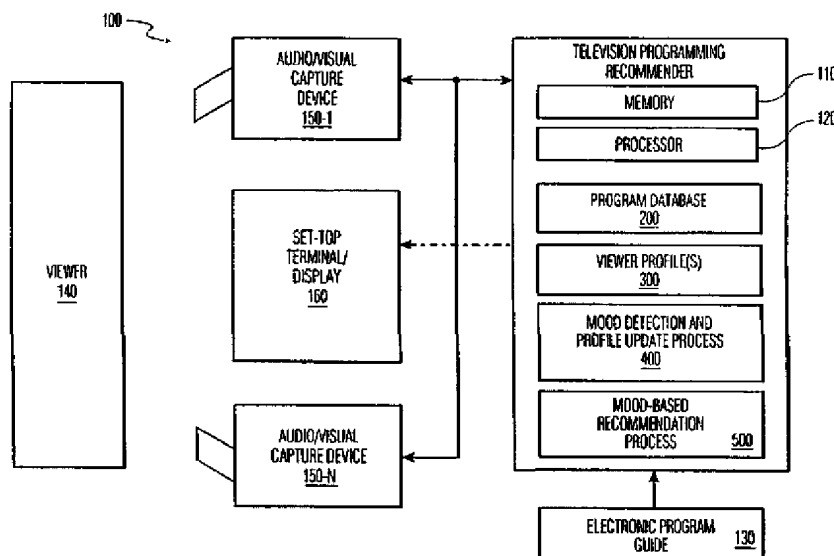 100
VIEWER
140
AUDIO/VISUAL
CAPTURE
DEVICE
150-1
SET-TOP
TERMINAL/
DISPLAY
160
AUDIO/VISUAL
CAPTURE DEVICE
150-N
TELEVISION PROGRAMMING
RECOMMENDER
MEMORY
110
PROCESSOR
120
PROGRAM DATABASE
200
VIEWER PROFILE(S)
300
MOOD DETECTION AND
PROFILE UPDATE PROCESS
400
MOOD-BASED
RECOMMENDATION
PROCESS
500
ELECTRONIC PROGRAM
GUIDE
130